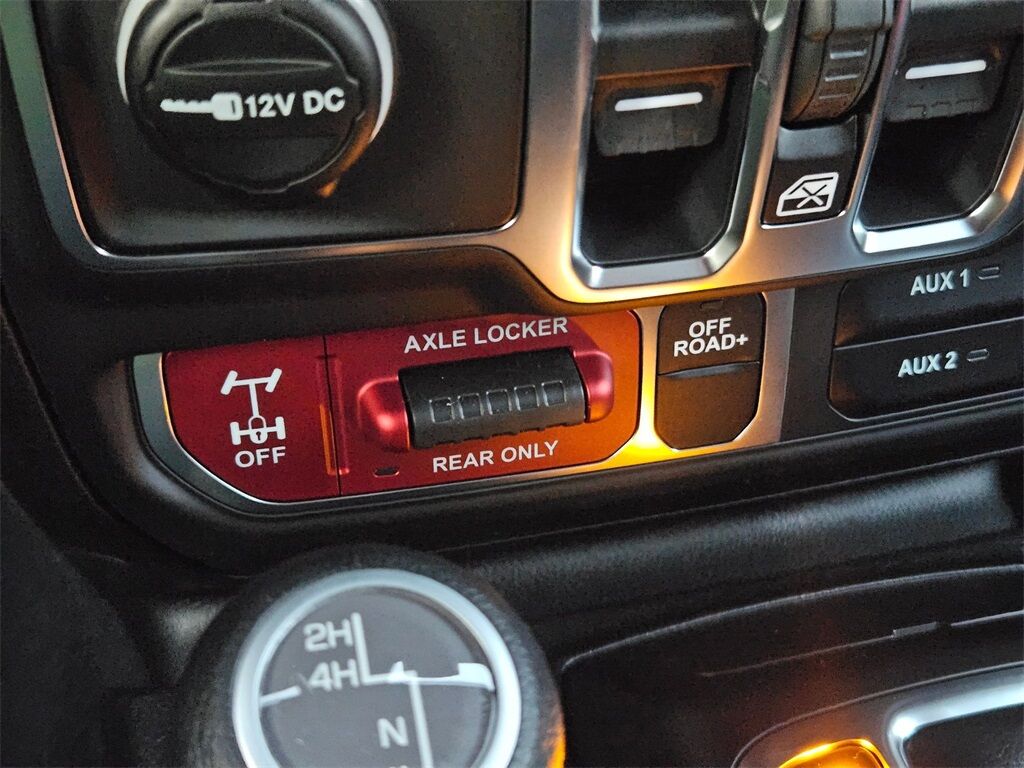 12V DC
AXLE LOCKER
OFF
REAR ONLY
OFF
ROAD+
AUX 1
AUX 2
2H
4H
N